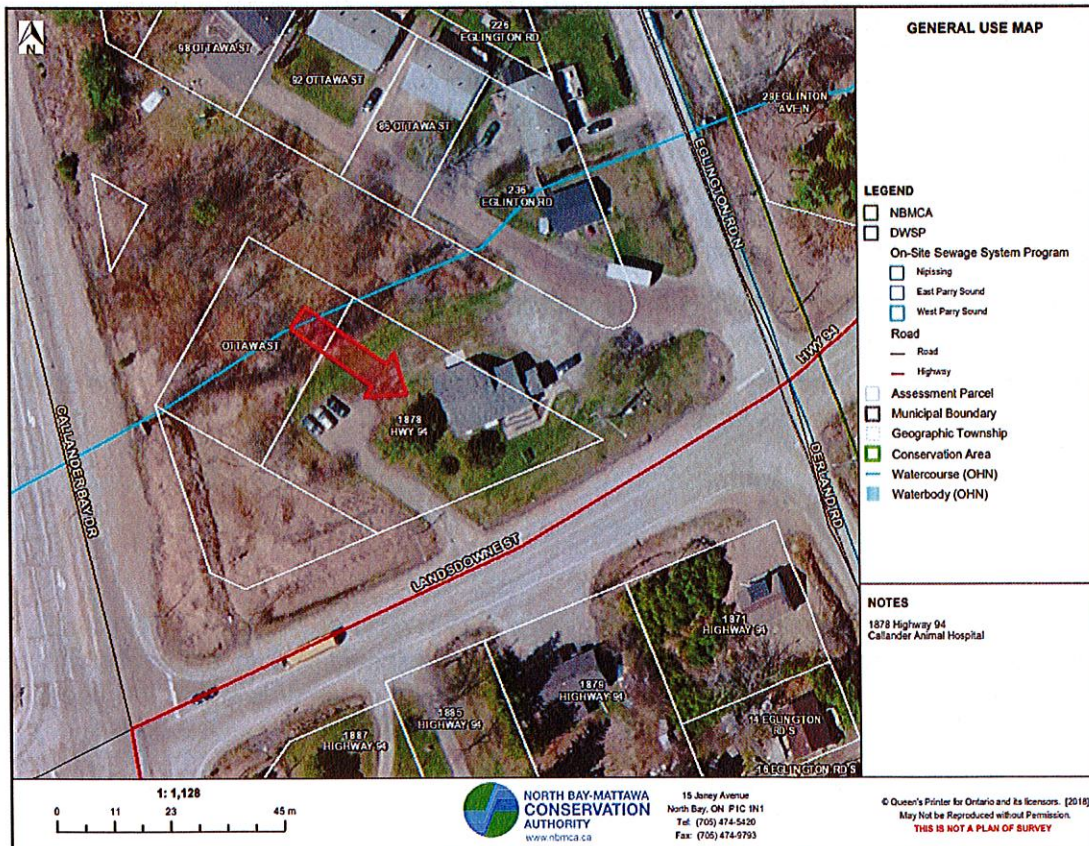 N
98 OTTAWA ST
92 OTTAWA ST
86 OTTAWA ST
226
EGLINGTON RD
236
EGLINTON RD
28 EGLINTON
AVE N
EGLINGTON RD N
OTTAWA ST
1878
HWY 94
HWY 94
CALLANDER BAY DR
LANDSDOWNE ST
DERLAND RD
1871
HIGHWAY 94
1879
HIGHWAY 94
1885
HIGHWAY 94
1887
HIGHWAY 94
14 EGLINGTON
RD S
16 EGLINGTON RD S
GENERAL USE MAP
LEGEND
NBMCA
DWSP
On-Site Sewage System Program
Nipissing
East Parry Sound
West Parry Sound
Road
Road
Highway
Assessment Parcel
Municipal Boundary
Geographic Township
Conservation Area
Watercourse (OHN)
Waterbody (OHN)
NOTES
1878 Highway 94
Callander Animal Hospital
1: 1,128
0 11 23 45 m
NORTH BAY-MATTAWA
CONSERVATION
AUTHORITY
www.nbmca.ca
15 Janey Avenue
North Bay, ON P1C 1N1
Tel: (705) 474-5420
Fax: (705) 474-9793
© Queen's Printer for Ontario and its licensors. [2018]
May Not be Reproduced without Permission.
THIS IS NOT A PLAN OF SURVEY